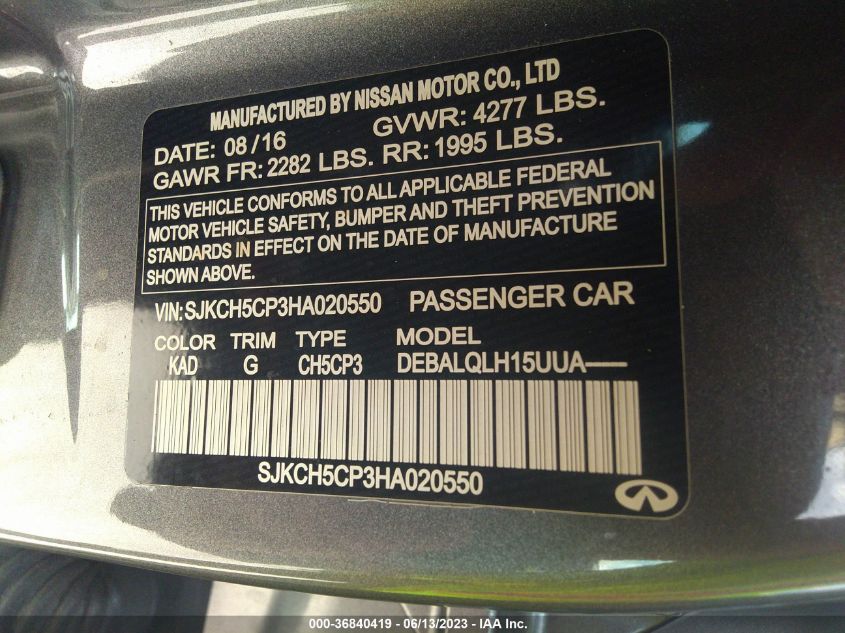 MANUFACTURED BY NISSAN MOTOR CO., LTD
DATE: 08/16 GVWR: 4277 LBS.
GAWR FR: 2282 LBS. RR: 1995 LBS.
THIS VEHICLE CONFORMS TO ALL APPLICABLE FEDERAL
MOTOR VEHICLE SAFETY, BUMPER AND THEFT PREVENTION
STANDARDS IN EFFECT ON THE DATE OF MANUFACTURE
SHOWN ABOVE.
VIN: SJKCH5CP3HA020550 PASSENGER CAR
COLOR TRIM TYPE MODEL
KAD G CH5CP3 DEBALQLH15UUA——
SJKCH5CP3HA020550
000-36840419 - 06/13/2023 - IAA Inc.